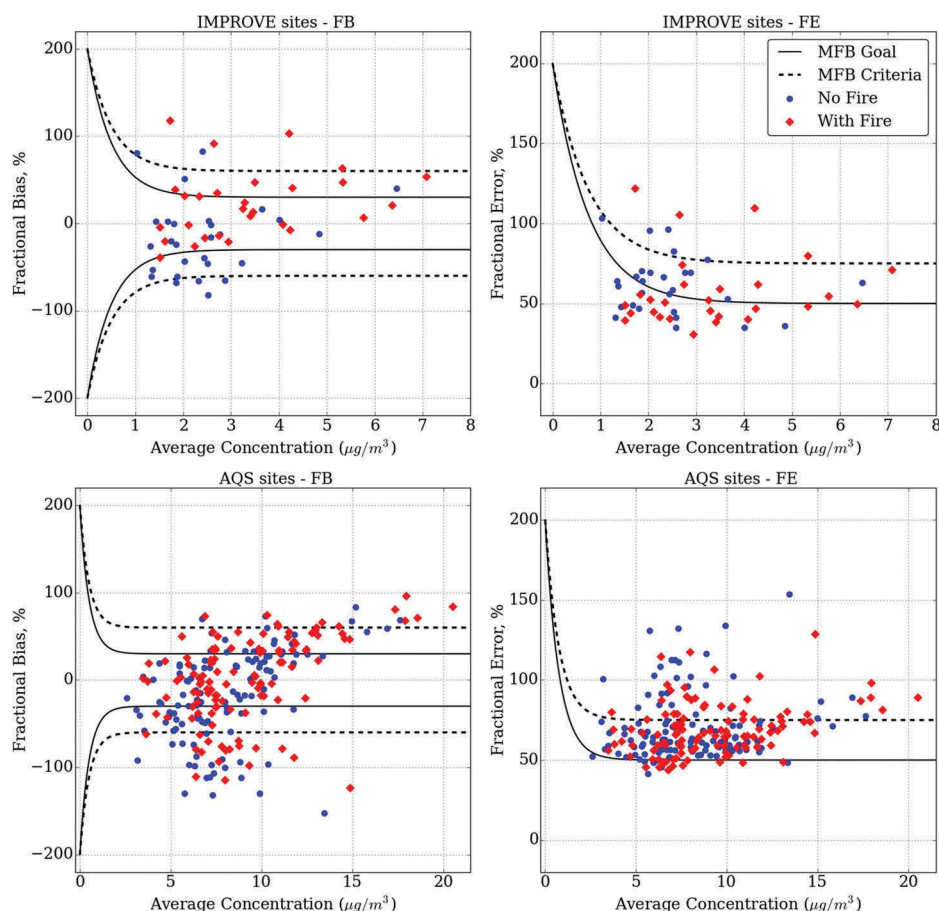 IMPROVE sites - FB
200
100
0
−100
−200
Fractional Bias, %
0 1 2 3 4 5 6 7 8
Average Concentration (μg/m³)
IMPROVE sites - FE
200
150
100
50
0
Fractional Error, %
MFB Goal
MFB Criteria
No Fire
With Fire
0 1 2 3 4 5 6 7 8
Average Concentration (μg/m³)
AQS sites - FB
200
100
0
−100
−200
Fractional Bias, %
0 5 10 15 20
Average Concentration (μg/m³)
AQS sites - FE
200
150
100
50
0
Fractional Error, %
0 5 10 15 20
Average Concentration (μg/m³)